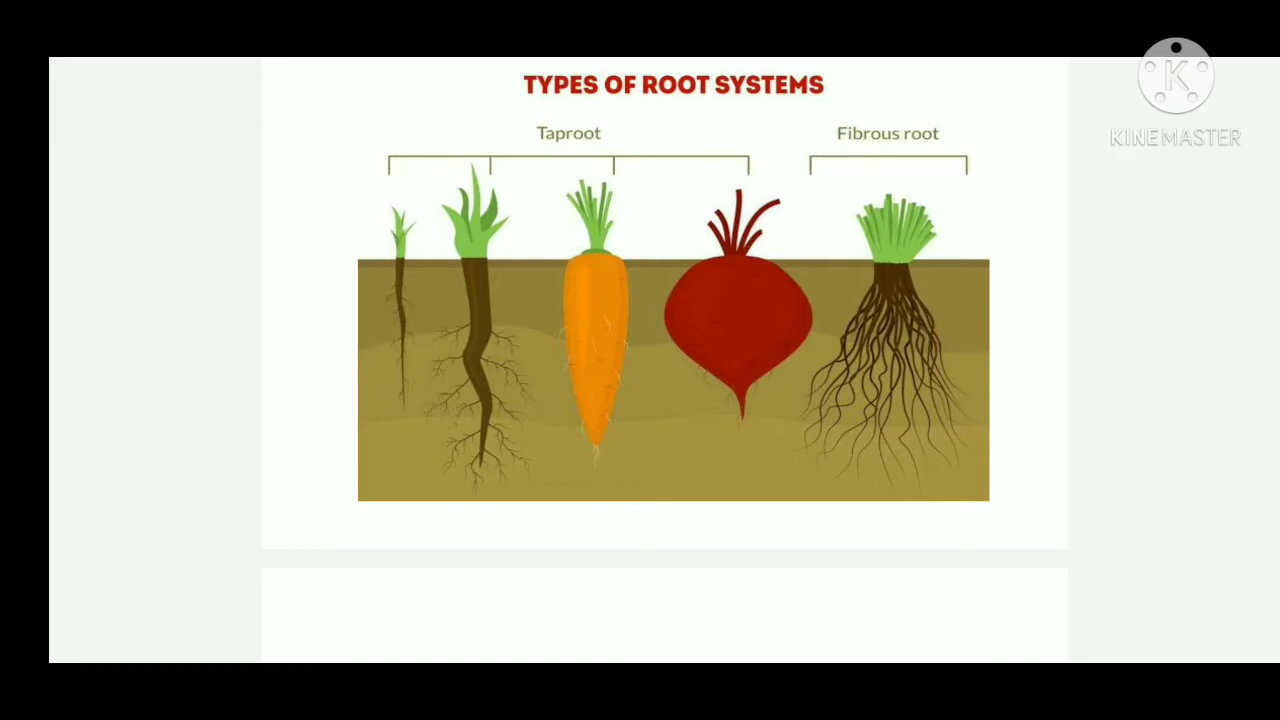 TYPES OF ROOT SYSTEMS
Taproot
Fibrous root
K
KINEMASTER